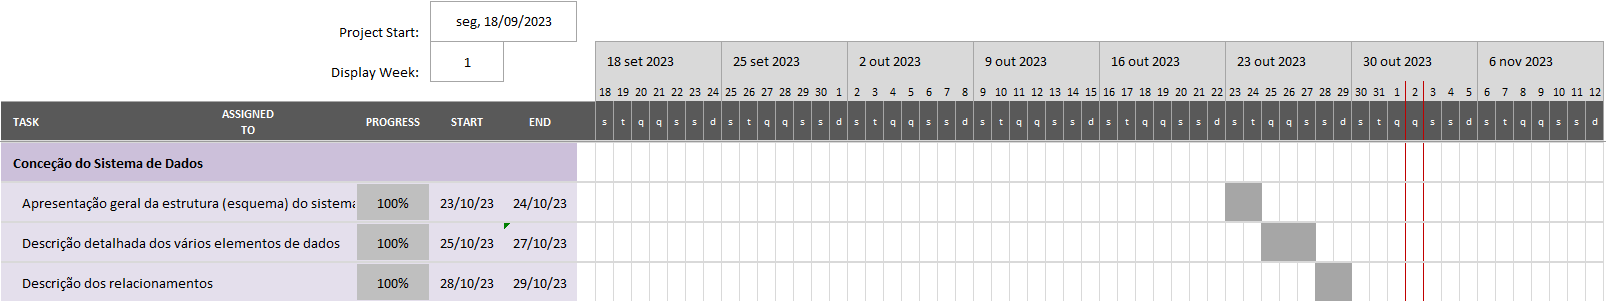 Project Start: seg, 18/09/2023
Display Week: 1
18 set 2023 25 set 2023 2 out 2023 9 out 2023 16 out 2023 23 out 2023 30 out 2023 6 nov 2023
18 19 20 21 22 23 24 25 26 27 28 29 30 1 2 3 4 5 6 7 8 9 10 11 12 13 14 15 16 17 18 19 20 21 22 23 24 25 26 27 28 29 30 31 1 2 3 4 5 6 7 8 9 10 11 12
TASK ASSIGNED TO PROGRESS START END s t q q s s d s t q q s s d s t q q s s d s t q q s s d s t q q s s d s t q q s s d s t q q s s d s t q q s s d
Conceção do Sistema de Dados
Apresentação geral da estrutura (esquema) do sistema 100% 23/10/23 24/10/23
Descrição detalhada dos vários elementos de dados 100% 25/10/23 27/10/23
Descrição dos relacionamentos 100% 28/10/23 29/10/23